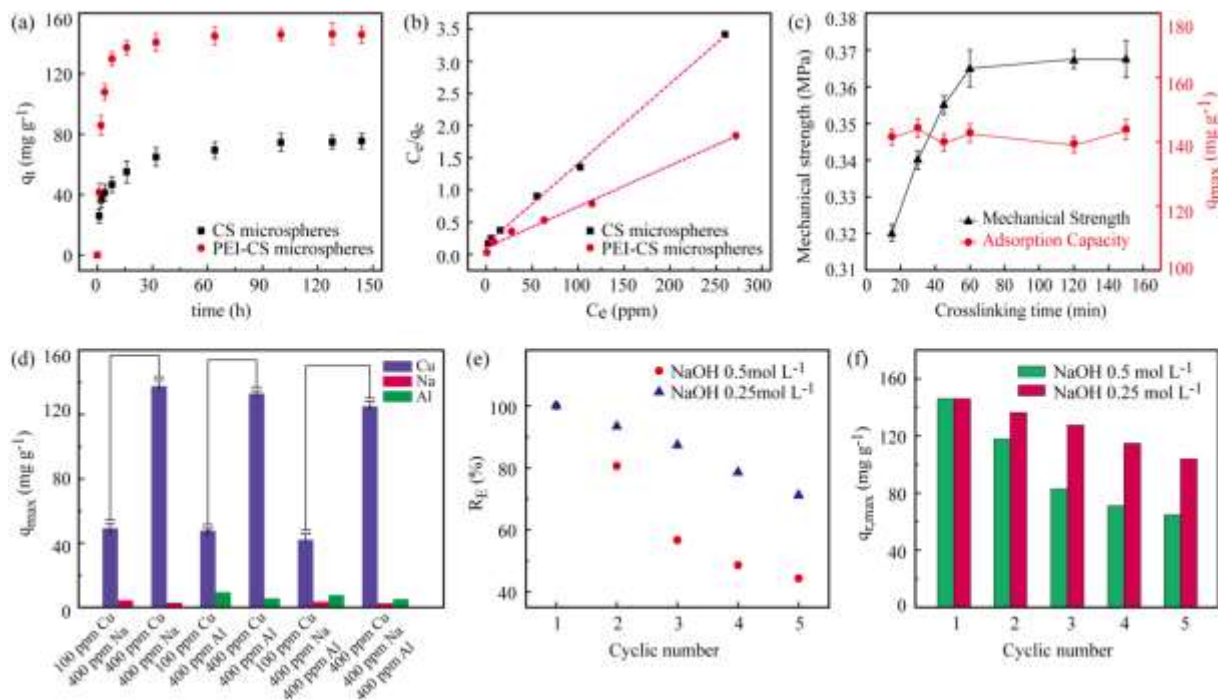 (a)
160
120
80
40
0
qt (mg g-1)
CS microspheres
PEI-CS microspheres
0 30 60 90 120 150
time (h)
(b)
3.5
3.0
2.5
2.0
1.5
1.0
0.5
0.0
Ce/qe
CS microspheres
PEI-CS microspheres
0 50 100 150 200 250 300
Ce (ppm)
(c)
0.38
0.37
0.36
0.35
0.34
0.33
0.32
0.31
Mechanical strength (MPa)
Mechanical Strength
Adsorption Capacity
180
160
140
120
100
qmax (mg g-1)
0 20 40 60 80 100 120 140 160
Crosslinking time (min)
(d)
160
120
80
40
0
qmax (mg g-1)
Cu
Na
Al
100 ppm Cu
400 ppm Na
400 ppm Cu
400 ppm Na
100 ppm Cu
400 ppm Al
400 ppm Cu
400 ppm Al
100 ppm Cu
400 ppm Na
400 ppm Al
400 ppm Cu
400 ppm Na
400 ppm Al
(e)
NaOH 0.5mol L-1
NaOH 0.25mol L-1
100
80
60
40
RE (%)
1 2 3 4 5
Cyclic number
(f)
NaOH 0.5 mol L-1
NaOH 0.25 mol L-1
160
120
80
40
0
qr,max (mg g-1)
1 2 3 4 5
Cyclic number